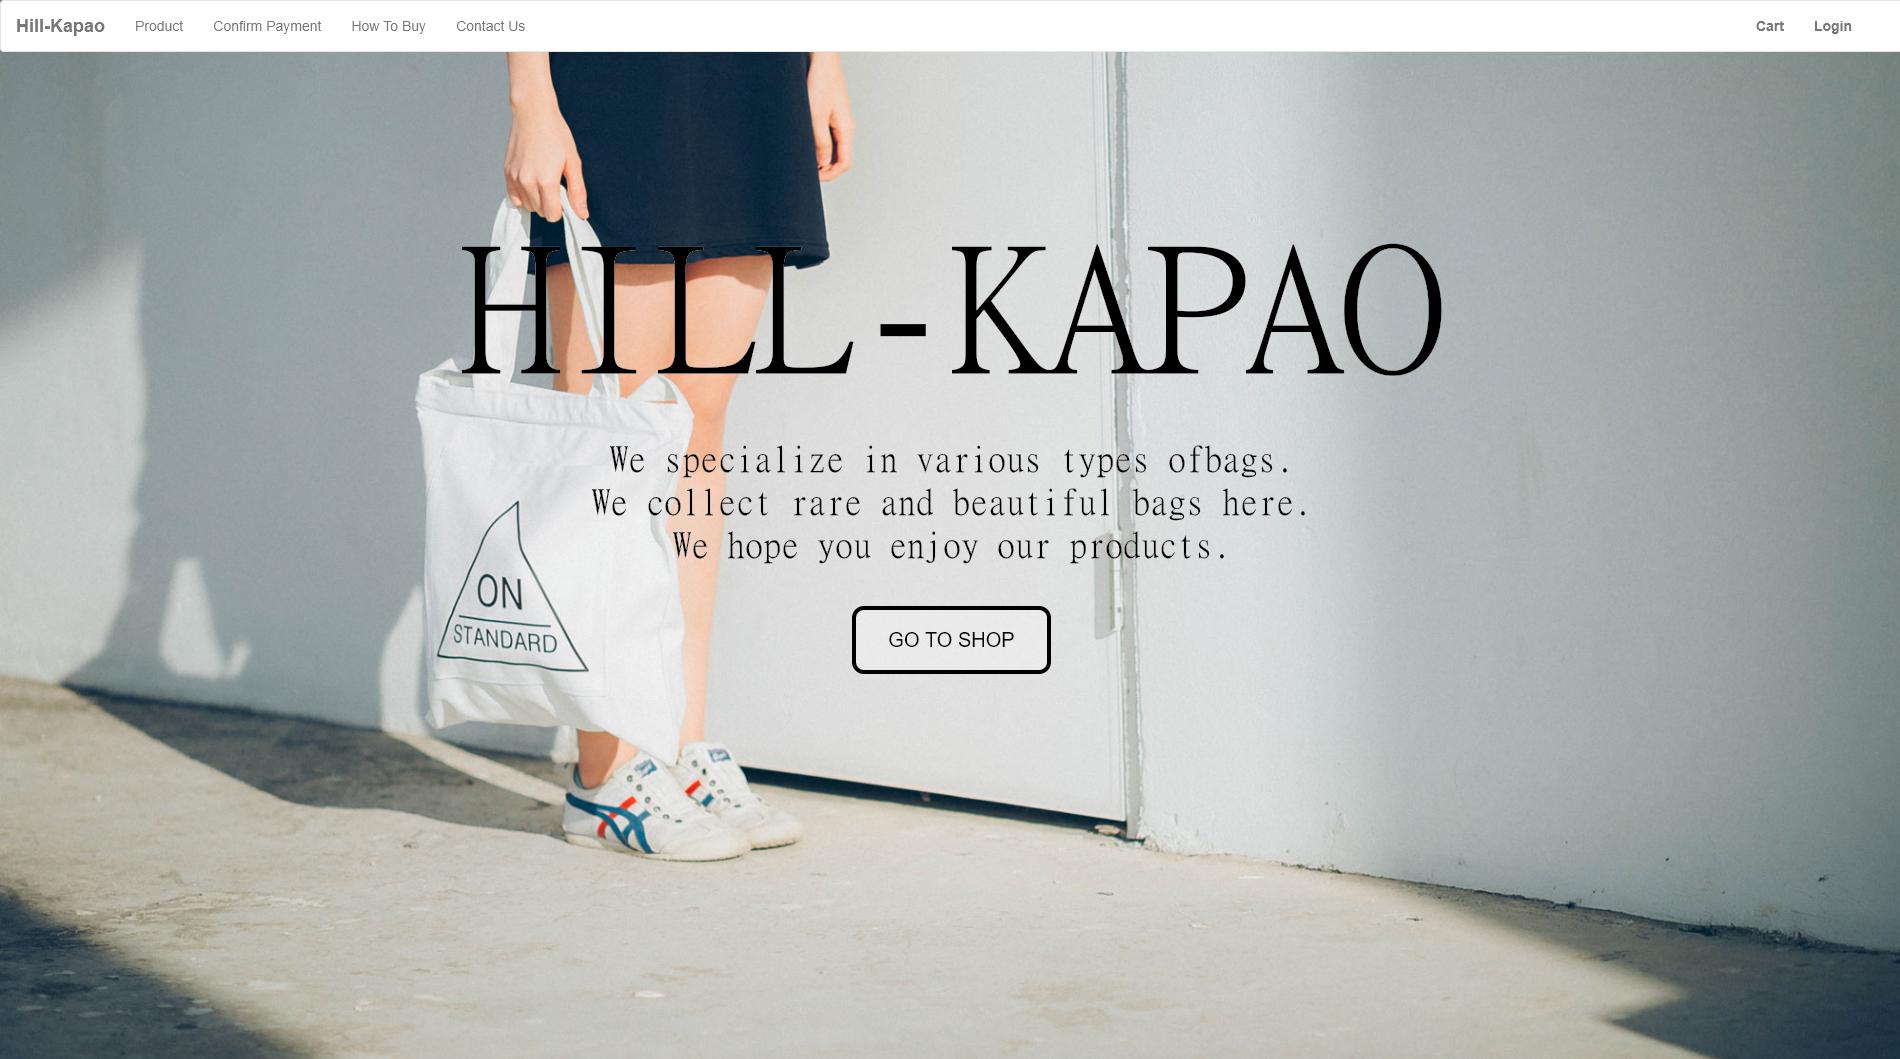 Hill-Kapao Product Confirm Payment How To Buy Contact Us Cart Login
HILL-KAPAO
We specialize in various types ofbags.
We collect rare and beautiful bags here.
We hope you enjoy our products.
ON
STANDARD
GO TO SHOP